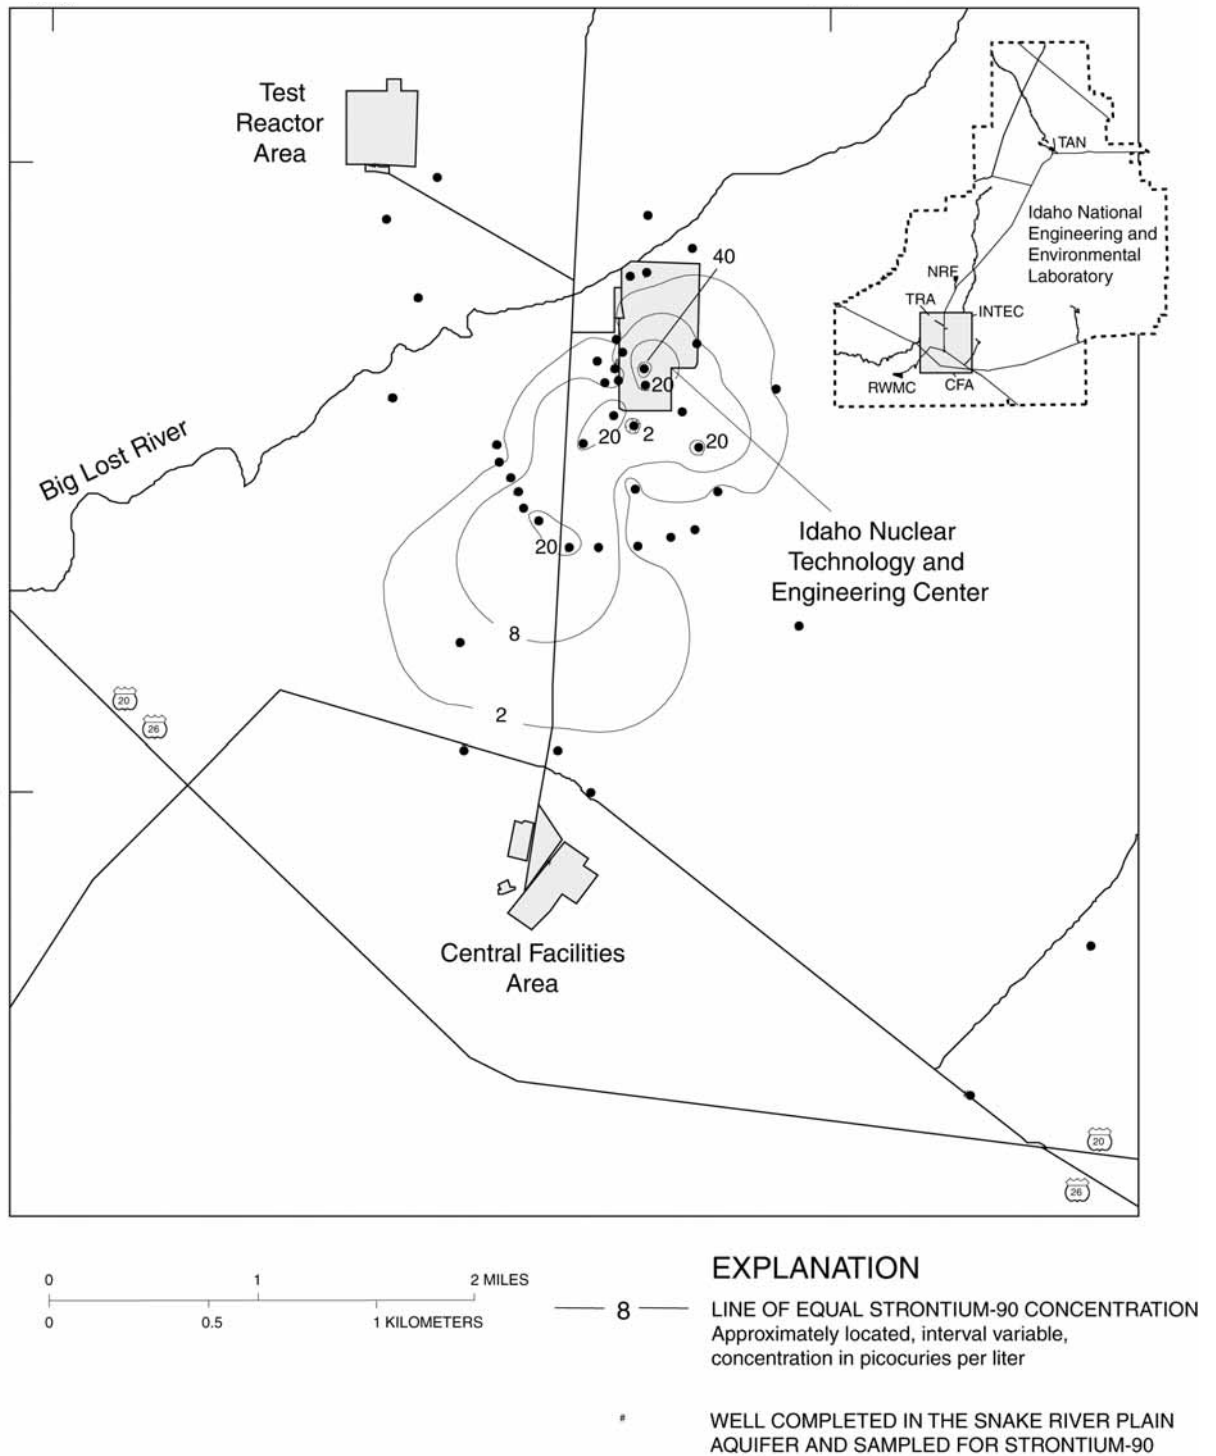 Test
Reactor
Area
TAN
Idaho National
Engineering and
Environmental
Laboratory
NRF
TRA
INTEC
RWMC
CFA
40
20
20
2
20
Big Lost River
20
Idaho Nuclear
Technology and
Engineering Center
8
2
20
26
Central Facilities
Area
20
26
0 1 2 MILES
0 0.5 1 KILOMETERS
EXPLANATION
8 LINE OF EQUAL STRONTIUM-90 CONCENTRATION
Approximately located, interval variable,
concentration in picocuries per liter
# WELL COMPLETED IN THE SNAKE RIVER PLAIN
AQUIFER AND SAMPLED FOR STRONTIUM-90